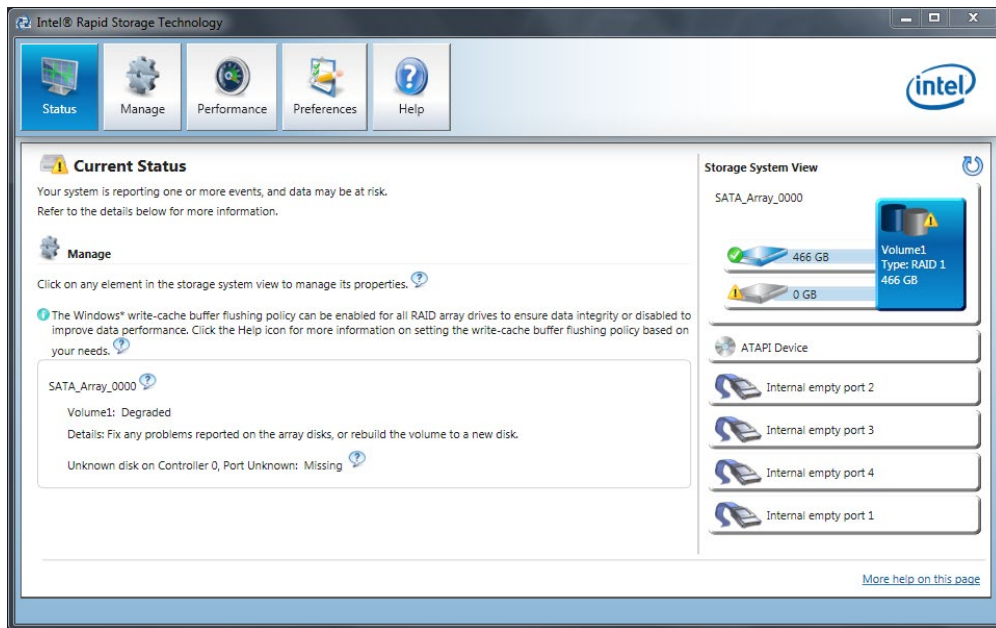 Intel® Rapid Storage Technology
Status
Manage
Performance
Preferences
Help
intel
Current Status
Your system is reporting one or more events, and data may be at risk.
Refer to the details below for more information.
Manage
Click on any element in the storage system view to manage its properties.
The Windows* write-cache buffer flushing policy can be enabled for all RAID array drives to ensure data integrity or disabled to
improve data performance. Click the Help icon for more information on setting the write-cache buffer flushing policy based on
your needs.
SATA_Array_0000
Volume1: Degraded
Details: Fix any problems reported on the array disks, or rebuild the volume to a new disk.
Unknown disk on Controller 0, Port Unknown: Missing
Storage System View
SATA_Array_0000
466 GB
0 GB
Volume1
Type: RAID 1
466 GB
ATAPI Device
Internal empty port 2
Internal empty port 3
Internal empty port 4
Internal empty port 1
More help on this page